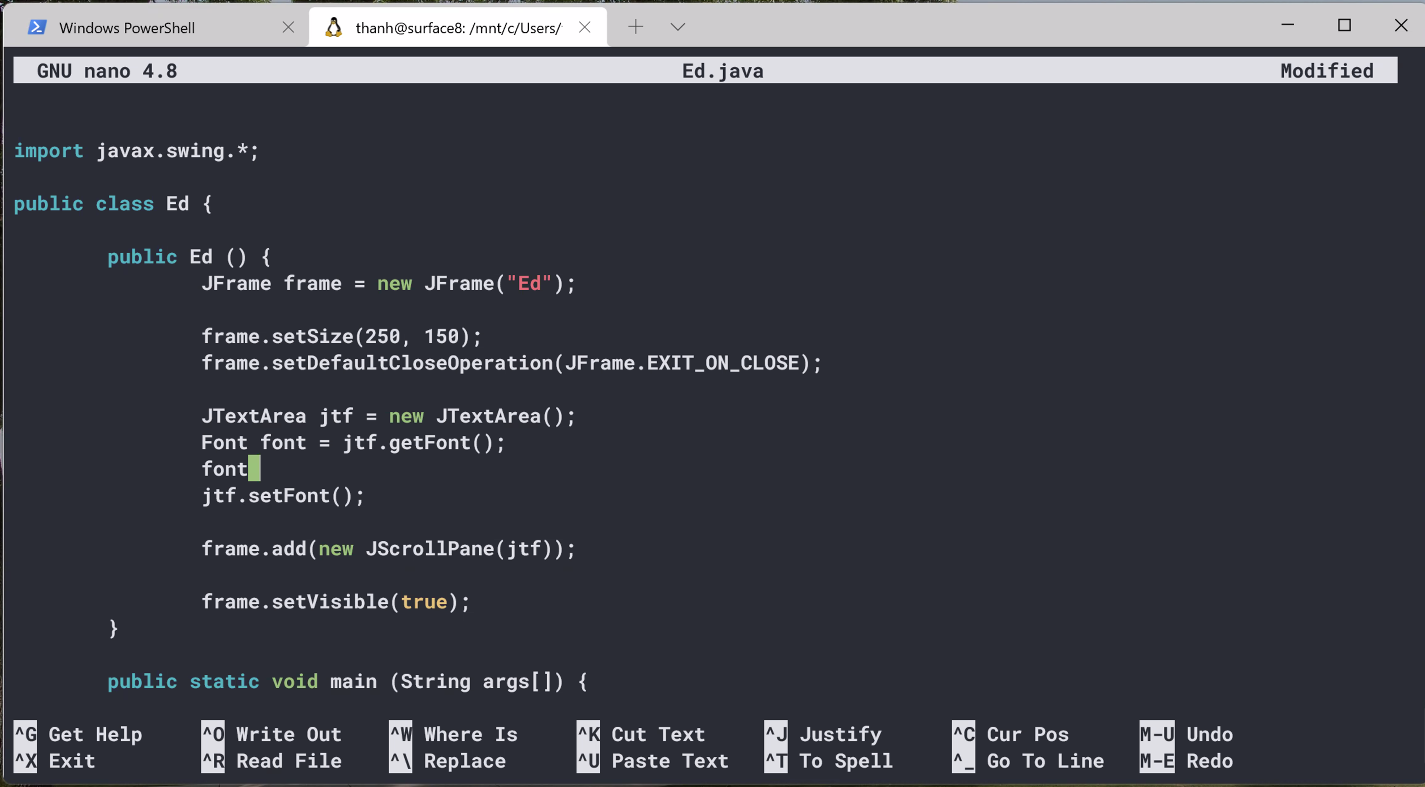 Windows PowerShell
thanh@surface8: /mnt/c/Users/
GNU nano 4.8 Ed.java Modified
import javax.swing.*;
public class Ed {
public Ed () {
JFrame frame = new JFrame("Ed");
frame.setSize(250, 150);
frame.setDefaultCloseOperation(JFrame.EXIT_ON_CLOSE);
JTextArea jtf = new JTextArea();
Font font = jtf.getFont();
font
jtf.setFont();
frame.add(new JScrollPane(jtf));
frame.setVisible(true);
}
public static void main (String args[]) {
^G Get Help ^O Write Out ^W Where Is ^K Cut Text ^J Justify ^C Cur Pos M-U Undo
^X Exit ^R Read File ^\ Replace ^U Paste Text ^T To Spell ^_ Go To Line M-E Redo